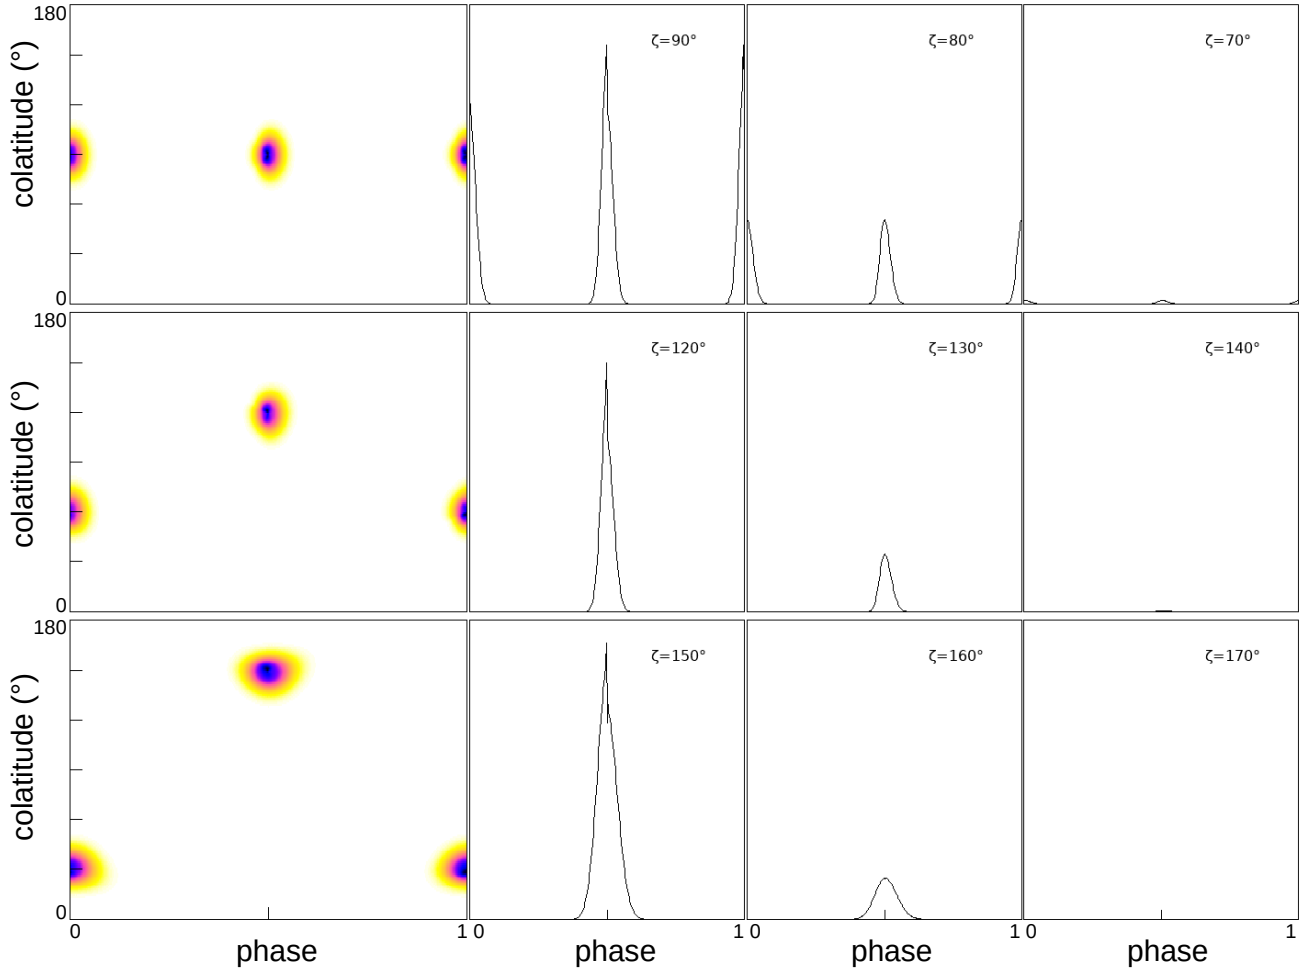 180
colatitude (°)
0
ζ=90°
ζ=80°
ζ=70°
180
colatitude (°)
0
ζ=120°
ζ=130°
ζ=140°
180
colatitude (°)
0
ζ=150°
ζ=160°
ζ=170°
0 1 0 1 0 1 0 1
phase phase phase phase